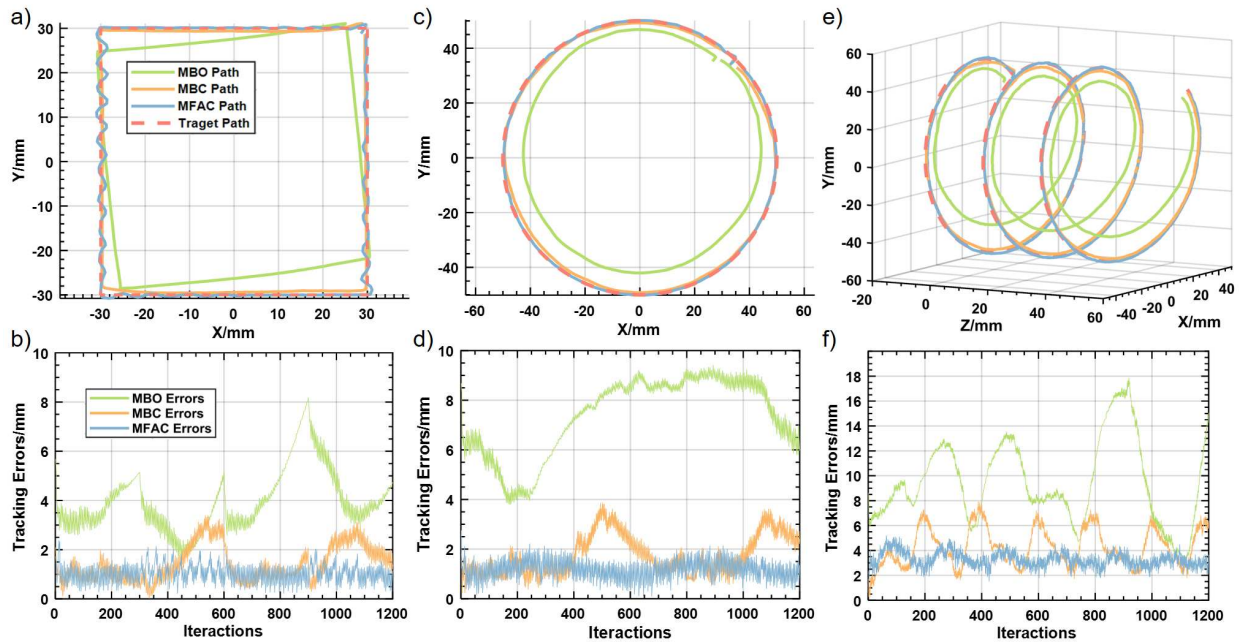 a)
30
20
10
0
-10
-20
-30
Y/mm
-30 -20 -10 0 10 20 30
X/mm
MBO Path
MBC Path
MFAC Path
Traget Path
c)
40
20
0
-20
-40
Y/mm
-60 -40 -20 0 20 40 60
X/mm
e)
60
40
20
0
-20
-40
-60
Y/mm
-20 0 20 40 60
Z/mm
-40 -20 0 20 40
X/mm
b)
10
8
6
4
2
0
Tracking Errors/mm
0 200 400 600 800 1000 1200
Iteractions
MBO Errors
MBC Errors
MFAC Errors
d)
10
8
6
4
2
0
Tracking Errors/mm
0 200 400 600 800 1000 1200
Iteractions
f)
18
16
14
12
10
8
6
4
2
0
Tracking Errors/mm
0 200 400 600 800 1000 1200
Iteractions